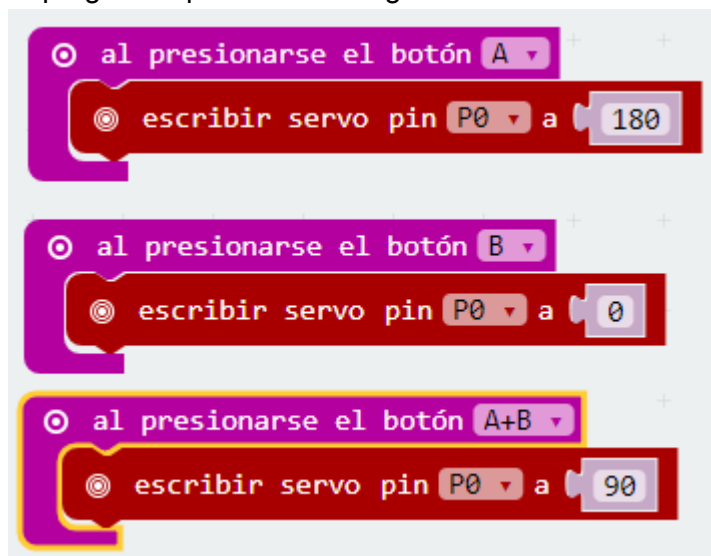 al presionarse el botón A
escribir servo pin P0 a 180
al presionarse el botón B
escribir servo pin P0 a 0
al presionarse el botón A+B
escribir servo pin P0 a 90